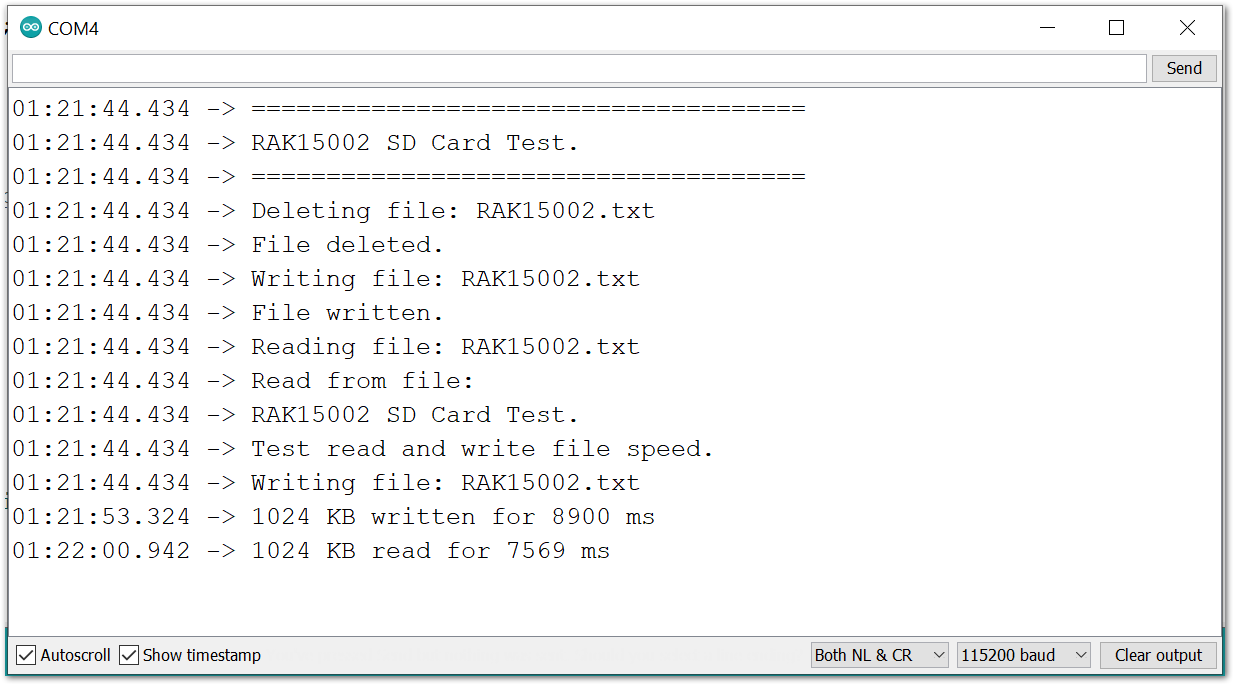 COM4
Send
01:21:44.434 -> =====================================
01:21:44.434 -> RAK15002 SD Card Test.
01:21:44.434 -> =====================================
01:21:44.434 -> Deleting file: RAK15002.txt
01:21:44.434 -> File deleted.
01:21:44.434 -> Writing file: RAK15002.txt
01:21:44.434 -> File written.
01:21:44.434 -> Reading file: RAK15002.txt
01:21:44.434 -> Read from file:
01:21:44.434 -> RAK15002 SD Card Test.
01:21:44.434 -> Test read and write file speed.
01:21:44.434 -> Writing file: RAK15002.txt
01:21:53.324 -> 1024 KB written for 8900 ms
01:22:00.942 -> 1024 KB read for 7569 ms
Autoscroll Show timestamp Both NL & CR 115200 baud Clear output